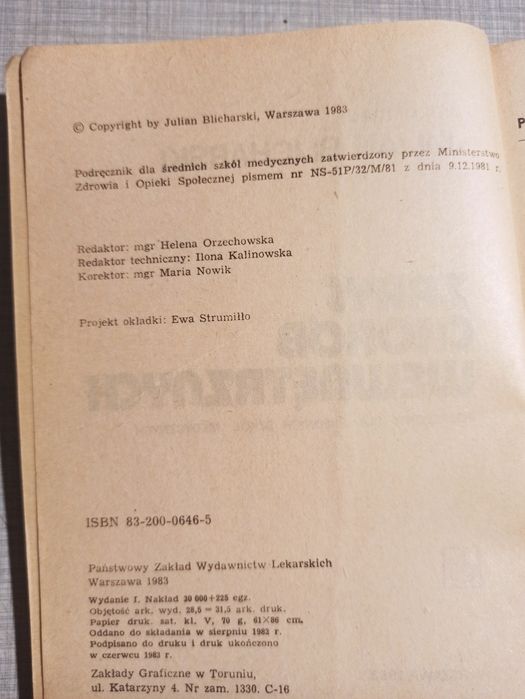 © Copyright by Julian Blicharski, Warszawa 1983
Podręcznik dla średnich szkół medycznych zatwierdzony przez Ministerstwo
Zdrowia i Opieki Społecznej pismem nr NS-51P/32/M/81 z dnia 9.12.1981 r.
Redaktor: mgr Helena Orzechowska
Redaktor techniczny: Ilona Kalinowska
Korektor: mgr Maria Nowik
Projekt okładki: Ewa Strumiłło
ISBN 83-200-0646-5
Państwowy Zakład Wydawnictw Lekarskich
Warszawa 1983
Wydanie I. Nakład 30 000+225 egz.
Objętość ark. wyd. 28,5 = 31,5 ark. druk.
Papier druk. sat. kl. V, 70 g, 61×86 cm.
Oddano do składania w sierpniu 1982 r.
Podpisano do druku i druk ukończono
w czerwcu 1983 r.
Zakłady Graficzne w Toruniu,
ul. Katarzyny 4. Nr zam. 1330. C-16
P